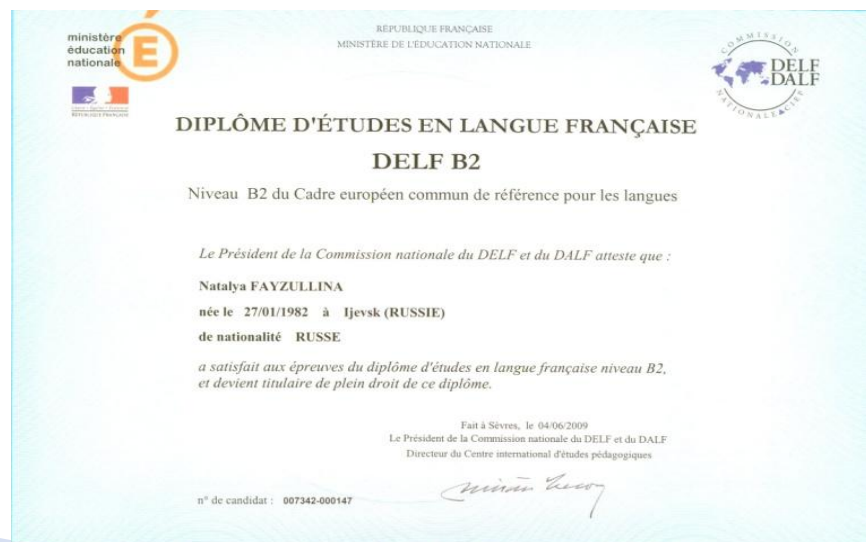 ministère
éducation
nationale
É
RÉPUBLIQUE FRANÇAISE
RÉPUBLIQUE FRANÇAISE
MINISTÈRE DE L'ÉDUCATION NATIONALE
COMMISSION
DELF
DALF
NATIONALE CIEP
DIPLÔME D'ÉTUDES EN LANGUE FRANÇAISE
DELF B2
Niveau B2 du Cadre européen commun de référence pour les langues
Le Président de la Commission nationale du DELF et du DALF atteste que :
Natalya FAYZULLINA
née le 27/01/1982 à Ijevsk (RUSSIE)
de nationalité RUSSE
a satisfait aux épreuves du diplôme d'études en langue française niveau B2,
et devient titulaire de plein droit de ce diplôme.
Fait à Sèvres, le 04/06/2009
Le Président de la Commission nationale du DELF et du DALF
Directeur du Centre international d'études pédagogiques
n° de candidat : 007342-000147